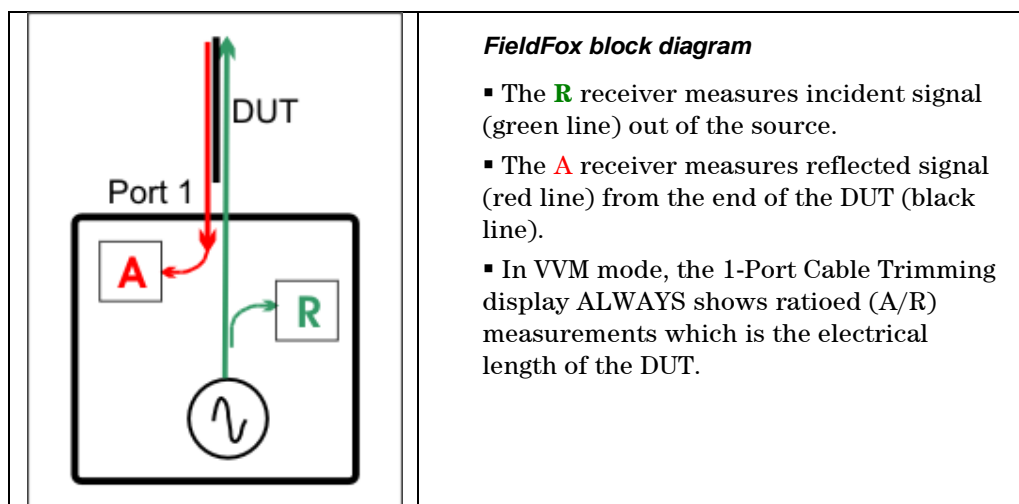 DUT
Port 1
A
R
FieldFox block diagram
▪ The R receiver measures incident signal
(green line) out of the source.
▪ The A receiver measures reflected signal
(red line) from the end of the DUT (black
line).
▪ In VVM mode, the 1-Port Cable Trimming
display ALWAYS shows ratioed (A/R)
measurements which is the electrical
length of the DUT.